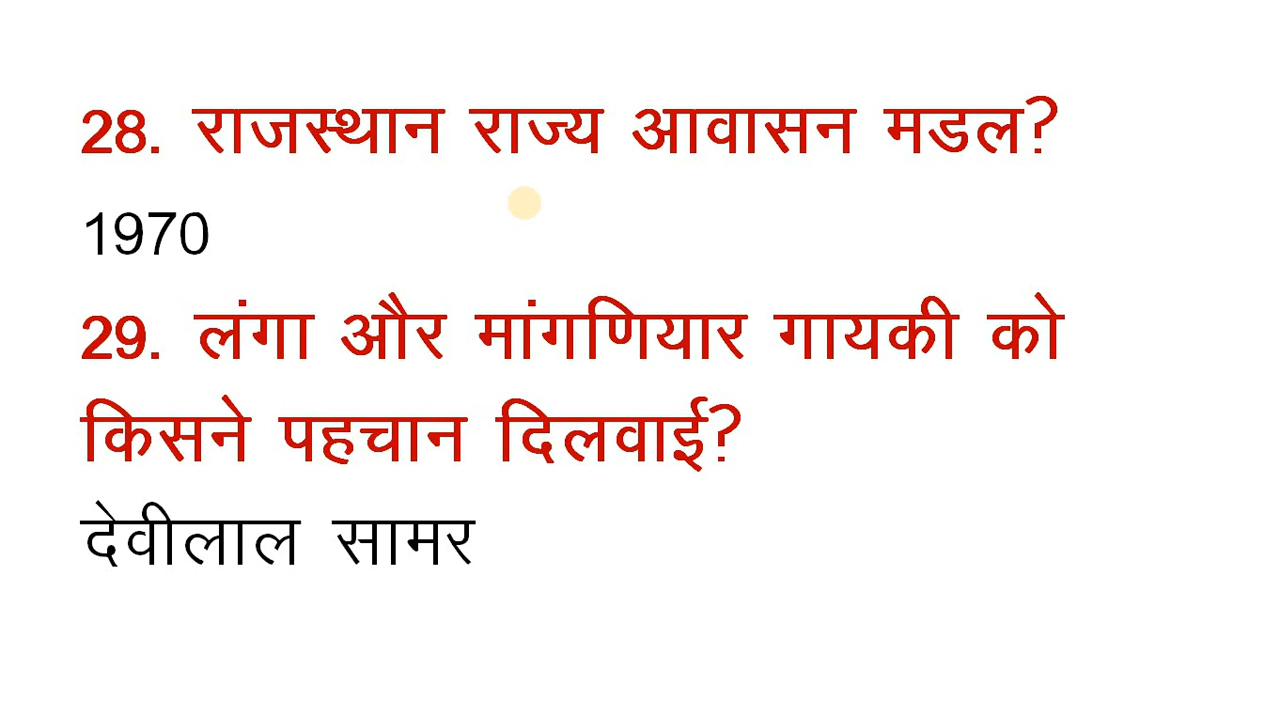 28. राजस्थान राज्य आवासन मडल?
1970
29. लंगा और मांगणियार गायकी को
किसने पहचान दिलवाई?
देवीलाल सामर